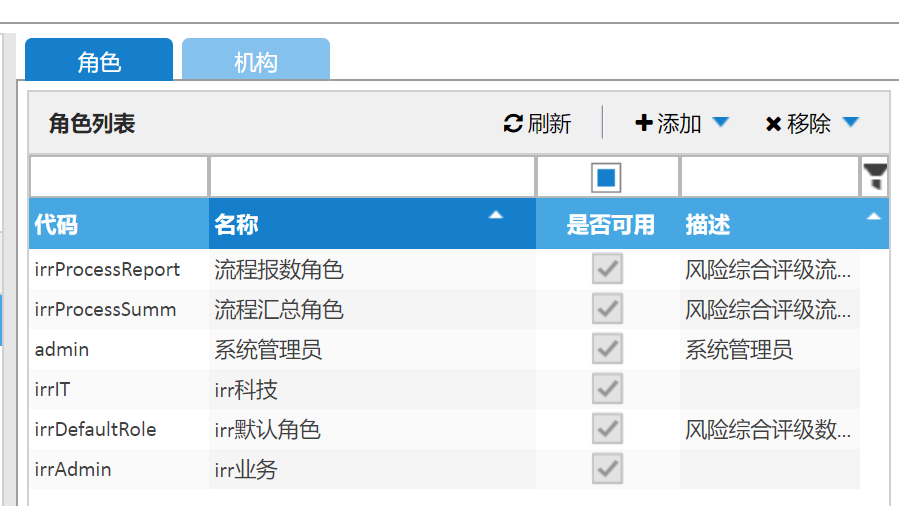 角色 机构
角色列表 刷新 添加 移除
代码 名称 是否可用 描述
irrProcessReport 流程报数角色 风险综合评级流...
irrProcessSumm 流程汇总角色 风险综合评级流...
admin 系统管理员 系统管理员
irrIT irr科技
irrDefaultRole irr默认角色 风险综合评级数...
irrAdmin irr业务